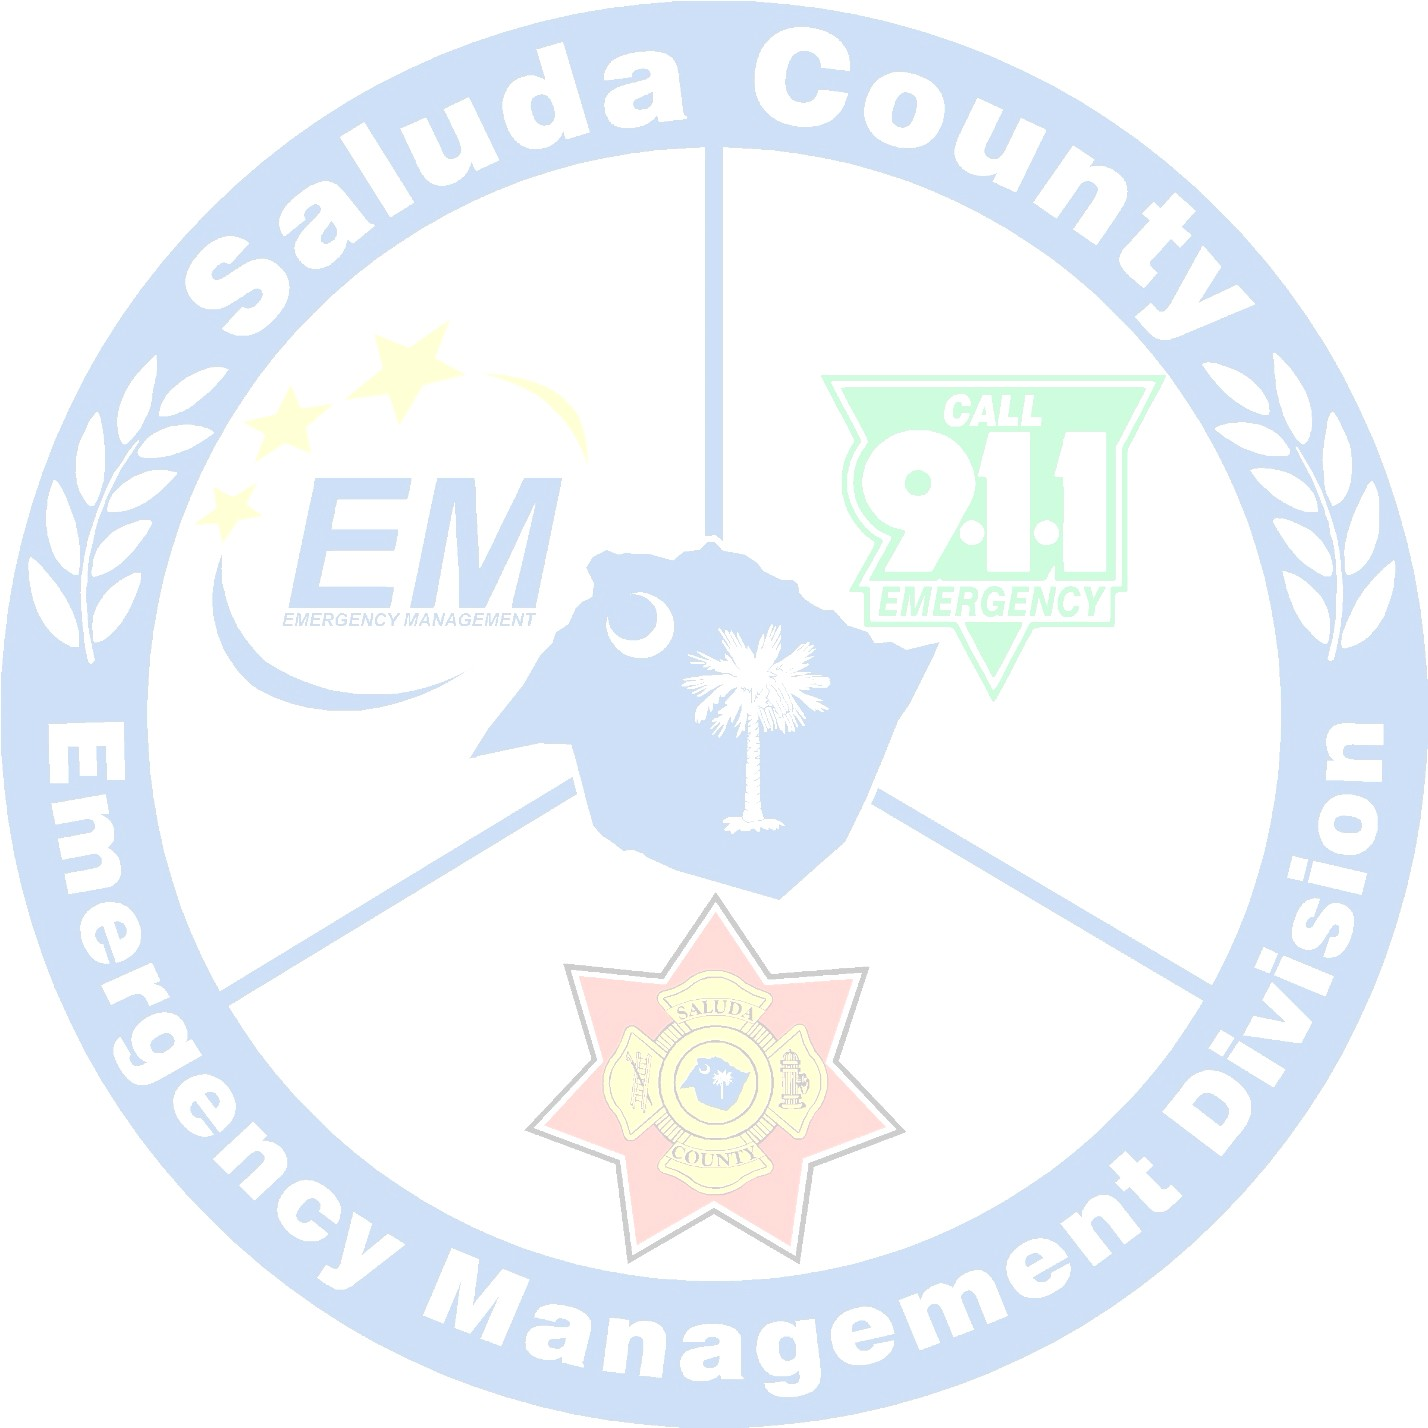 Saluda County
EM
EMERGENCY MANAGEMENT
CALL
9.1.1
EMERGENCY
SALUDA
COUNTY
Emergency Management Division